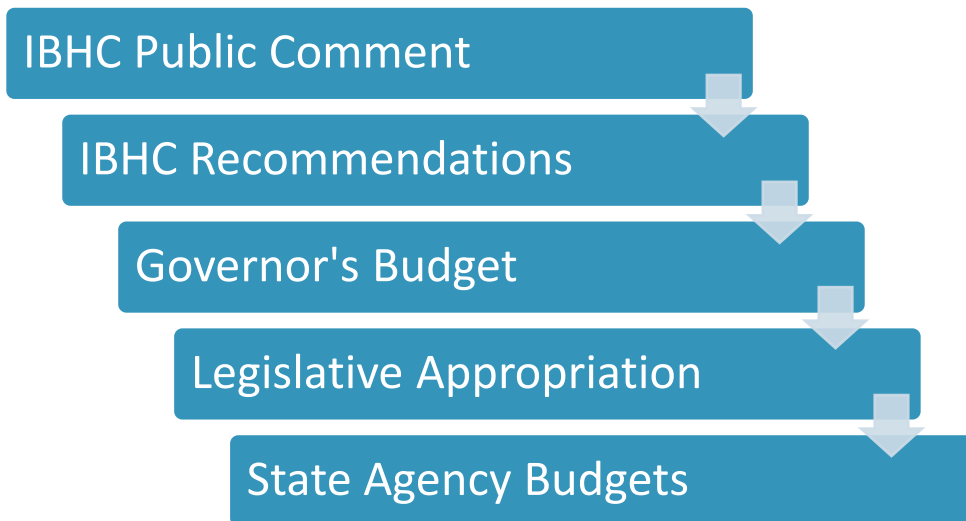 IBHC Public Comment
IBHC Recommendations
Governor's Budget
Legislative Appropriation
State Agency Budgets